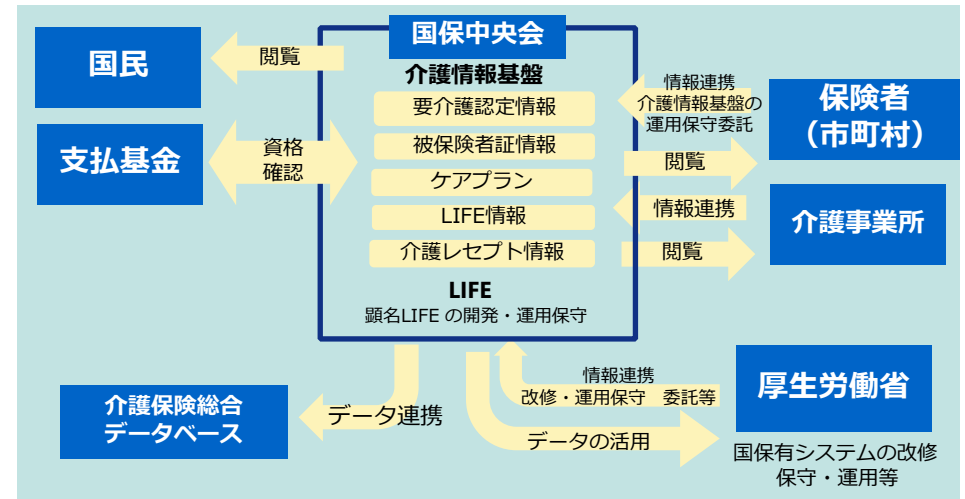 国保中央会
国民
閲覧
介護情報基盤
要介護認定情報
被保険者証情報
ケアプラン
LIFE情報
介護レセプト情報
LIFE
顕名LIFE の開発・運用保守
支払基金
資格
確認
情報連携
介護情報基盤の
運用保守委託
閲覧
保険者
（市町村）
情報連携
閲覧
介護事業所
介護保険総合
データベース
データ連携
情報連携
改修・運用保守　委託等
データの活用
厚生労働省
国保有システムの改修
保守・運用等